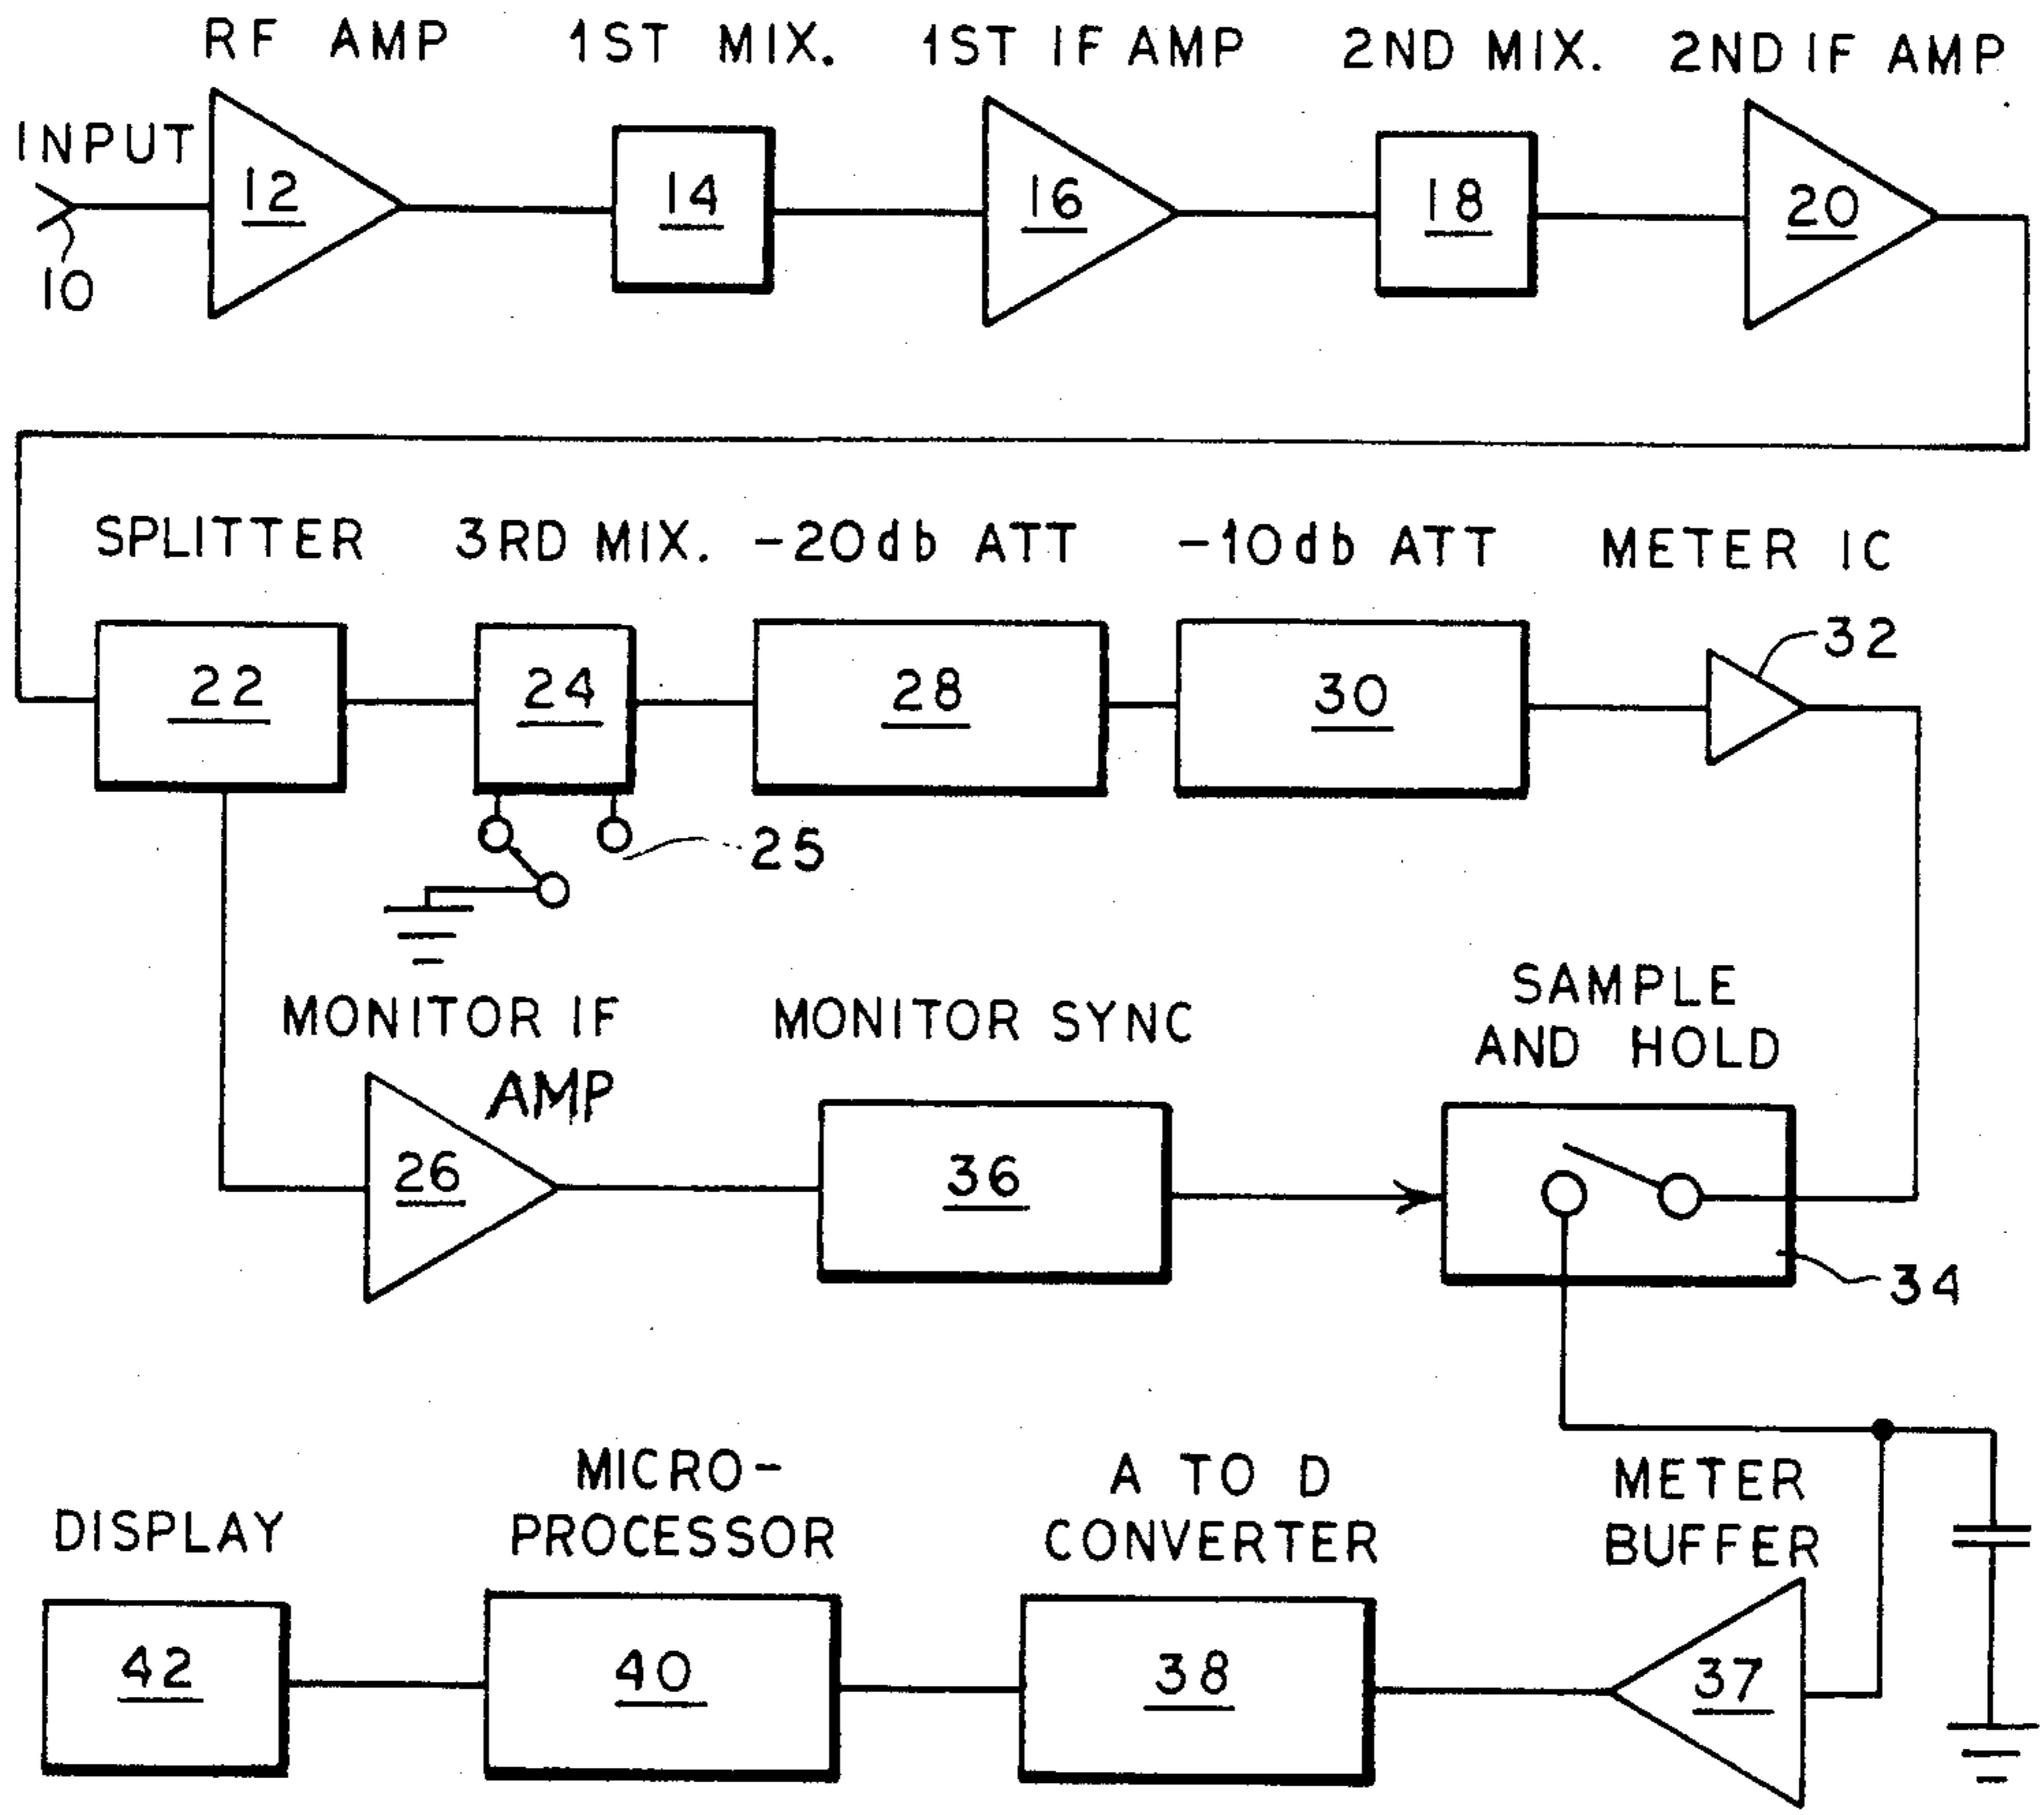 RF AMP
1ST MIX.
1ST IF AMP
2ND MIX.
2ND IF AMP
INPUT
10
12
14
16
18
20
SPLITTER
3RD MIX.
-20db ATT
-10db ATT
METER IC
22
24
28
30
32
25
MONITOR IF
AMP
MONITOR SYNC
SAMPLE
AND HOLD
26
36
34
DISPLAY
MICRO-
PROCESSOR
A TO D
CONVERTER
METER
BUFFER
42
40
38
37